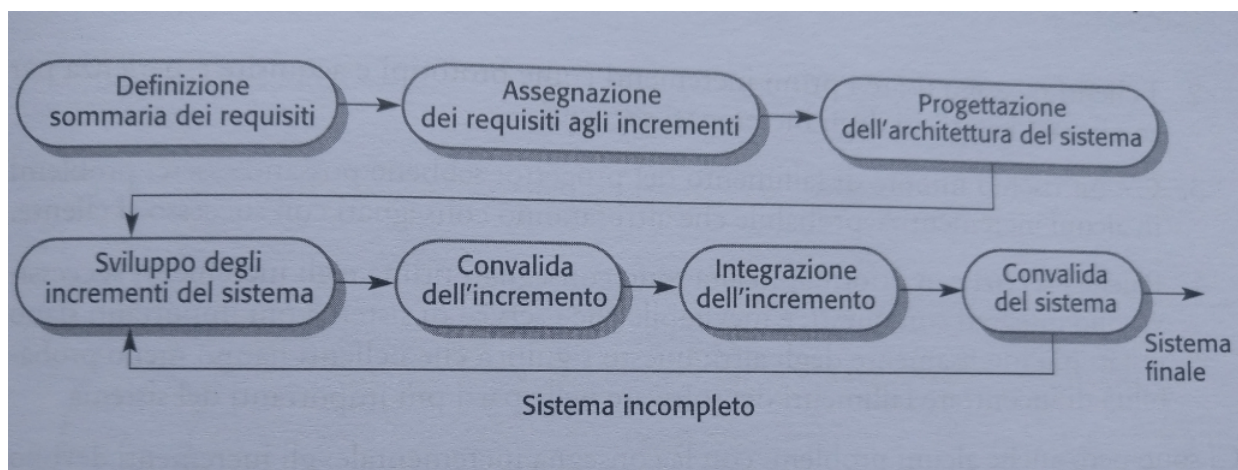 Definizione
sommaria dei requisiti
Assegnazione
dei requisiti agli incrementi
Progettazione
dell'architettura del sistema
Sviluppo degli
incrementi del sistema
Convalida
dell'incremento
Integrazione
dell'incremento
Convalida
del sistema
Sistema
finale
Sistema incompleto